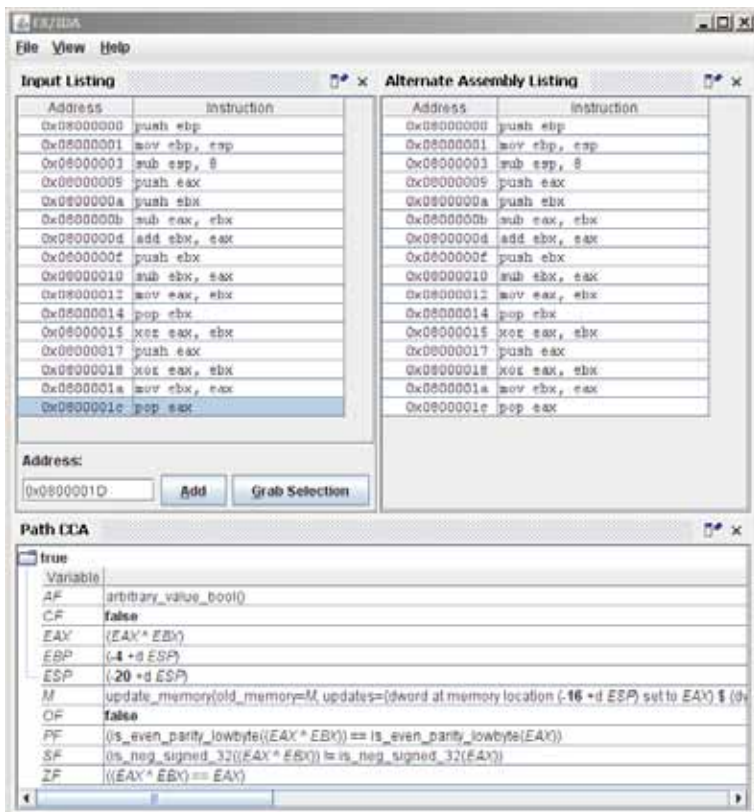 File View Help
Input Listing
Address Instruction
0x08000000 push ebp
0x08000001 mov ebp, esp
0x08000003 sub esp, 8
0x08000009 push eax
0x0800000a push ebx
0x0800000b sub eax, ebx
0x0800000d add ebx, eax
0x0800000f push ebx
0x08000010 sub ebx, eax
0x08000012 mov eax, ebx
0x08000014 pop ebx
0x08000015 xor eax, ebx
0x08000017 push eax
0x08000018 xor eax, ebx
0x0800001a mov ebx, eax
0x0800001c pop eax
Address:
0x0800001D Add Grab Selection
Alternate Assembly Listing
Address Instruction
0x08000000 push ebp
0x08000001 mov ebp, esp
0x08000003 sub esp, 8
0x08000009 push eax
0x0800000a push ebx
0x0800000b sub eax, ebx
0x0800000d add ebx, eax
0x0800000f push ebx
0x08000010 sub ebx, eax
0x08000012 mov eax, ebx
0x08000014 pop ebx
0x08000015 xor eax, ebx
0x08000017 push eax
0x08000018 xor eax, ebx
0x0800001a mov ebx, eax
0x0800001c pop eax
Path CCA
true
Variable
AF arbitrary_value_bool()
CF false
EAX (EAX ^ EBX)
EBP (-4 +d ESP)
ESP (-20 +d ESP)
M update_memory(old_memory=M, updates=(dword at memory location (-16 +d ESP) set to EAX) $ (dw
OF false
PF (is_even_parity_lowbyte((EAX ^ EBX)) == is_even_parity_lowbyte(EAX))
SF (is_neg_signed_32((EAX ^ EBX)) != is_neg_signed_32(EAX))
ZF ((EAX ^ EBX) == EAX)